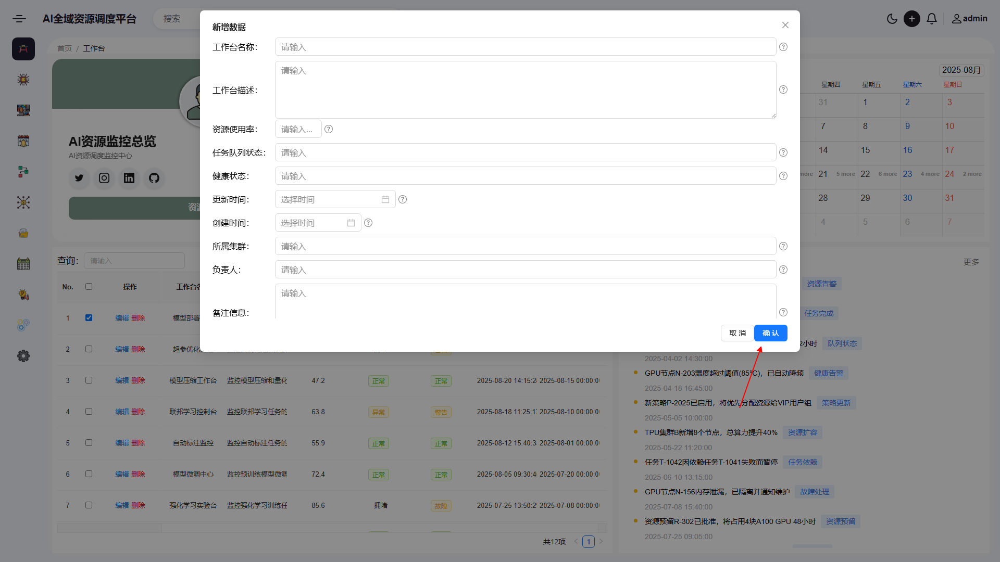 AI全域资源调度平台
搜索
admin
首页 / 工作台
AI资源监控总览
AI资源调度监控中心
新增数据
工作台名称：
请输入
工作台描述：
请输入
资源使用率：
请输入...
任务队列状态：
请输入
健康状态：
请输入
更新时间：
选择时间
创建时间：
选择时间
所属集群：
请输入
负责人：
请输入
备注信息：
请输入
取 消
确 认
2025-08月
星期四 星期五 星期六 星期日
31 1 2 3
7 8 9 10
14 15 16 17
more 21 5 more 22 6 more 23 4 more 24 2 more
28 29 30 31
4 5 6 7
查询：
请输入
No. 操作
1 编辑 删除 模型部署
2 编辑 删除
3 编辑 删除 模型压缩工作台 监控模型压缩和量化 47.2 正常 正常 2025-08-20 14:15:2 2025-08-15 00:00:0
4 编辑 删除 联邦学习控制台 监控联邦学习任务的 63.8 异常 警告 2025-08-18 11:25:1 2025-08-10 00:00:0
5 编辑 删除 自动标注监控 监控自动标注任务的 55.9 正常 正常 2025-08-12 15:40:3 2025-08-01 00:00:0
6 编辑 删除 模型微调中心 监控预训练模型微调 72.4 正常 正常 2025-08-05 09:30:4 2025-07-20 00:00:0
7 编辑 删除 强化学习实验台 监控强化学习训练任 85.6 拥堵 故障 2025-07-25 13:50:2 2025-07-08 00:00:0
共12项
1
更多
资源告警
任务完成
2小时 队列状态
2025-04-02 14:30:00
GPU节点N-203温度超过阈值(85℃)，已自动降频 健康告警
2025-04-18 16:45:00
新策略P-2025已启用，将优先分配资源给VIP用户组 策略更新
2025-05-05 10:00:00
TPU集群B新增8个节点，总算力提升40% 资源扩容
2025-05-22 11:20:00
任务T-1042因依赖任务T-1041失败而暂停 任务依赖
2025-06-10 13:15:00
GPU节点N-156内存泄漏，已隔离并通知维护 故障处理
2025-07-08 15:40:00
资源预留R-302已批准，将占用4块A100 GPU 48小时 资源预留
2025-07-25 09:05:00